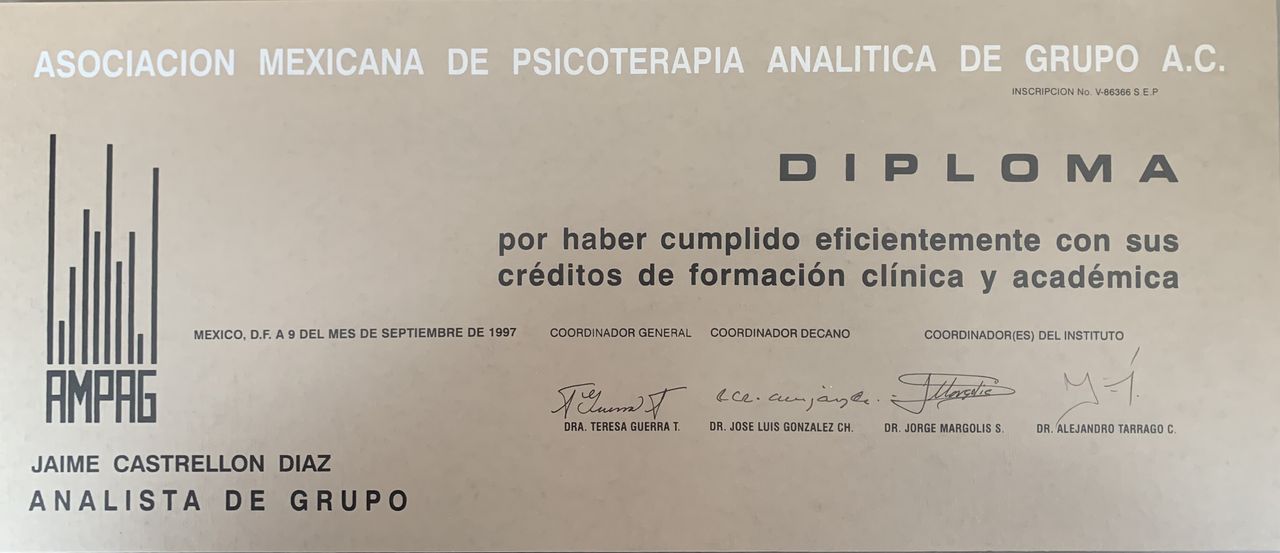 ASOCIACION MEXICANA DE PSICOTERAPIA ANALITICA DE GRUPO A.C.
INSCRIPCION No. V-86366 S.E.P
DIPLOMA
por haber cumplido eficientemente con sus
créditos de formación clínica y académica
MEXICO, D.F. A 9 DEL MES DE SEPTIEMBRE DE 1997
COORDINADOR GENERAL
COORDINADOR DECANO
COORDINADOR(ES) DEL INSTITUTO
DRA. TERESA GUERRA T.
DR. JOSE LUIS GONZALEZ CH.
DR. JORGE MARGOLIS S.
DR. ALEJANDRO TARRAGO C.
AMPAG
JAIME CASTRELLON DIAZ
ANALISTA DE GRUPO